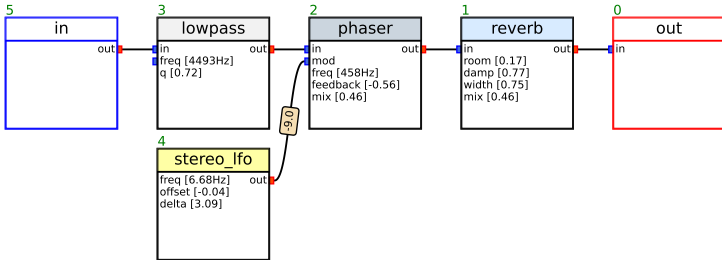 5
in
out
3
lowpass
in out
freq [4493Hz]
q [0.72]
2
phaser
in out
mod
freq [458Hz]
feedback [-0.56]
mix [0.46]
1
reverb
in out
room [0.17]
damp [0.77]
width [0.75]
mix [0.46]
0
out
in
-9.0
4
stereo_lfo
freq [6.68Hz] out
offset [-0.04]
delta [3.09]